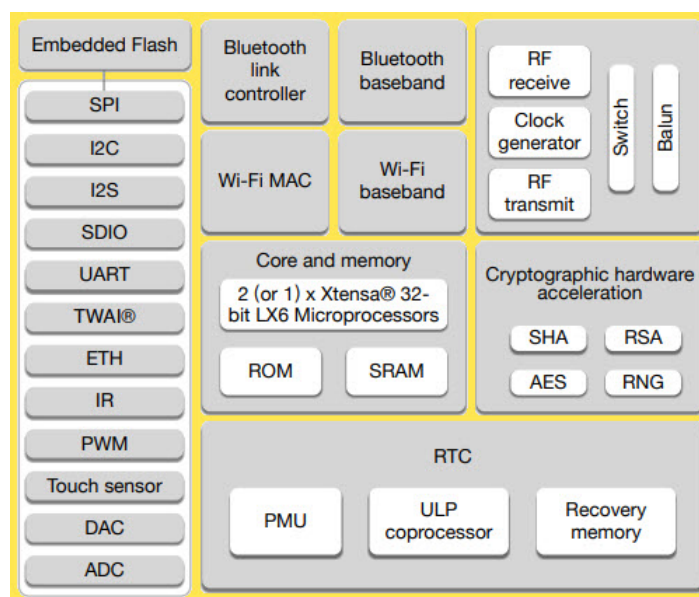 Embedded Flash
SPI
I2C
I2S
SDIO
UART
TWAI®
ETH
IR
PWM
Touch sensor
DAC
ADC
Bluetooth
link
controller
Bluetooth
baseband
Wi-Fi MAC
Wi-Fi
baseband
RF
receive
Clock
generator
RF
transmit
Switch
Balun
Core and memory
2 (or 1) x Xtensa® 32-
bit LX6 Microprocessors
ROM
SRAM
Cryptographic hardware
acceleration
SHA
RSA
AES
RNG
RTC
PMU
ULP
coprocessor
Recovery
memory